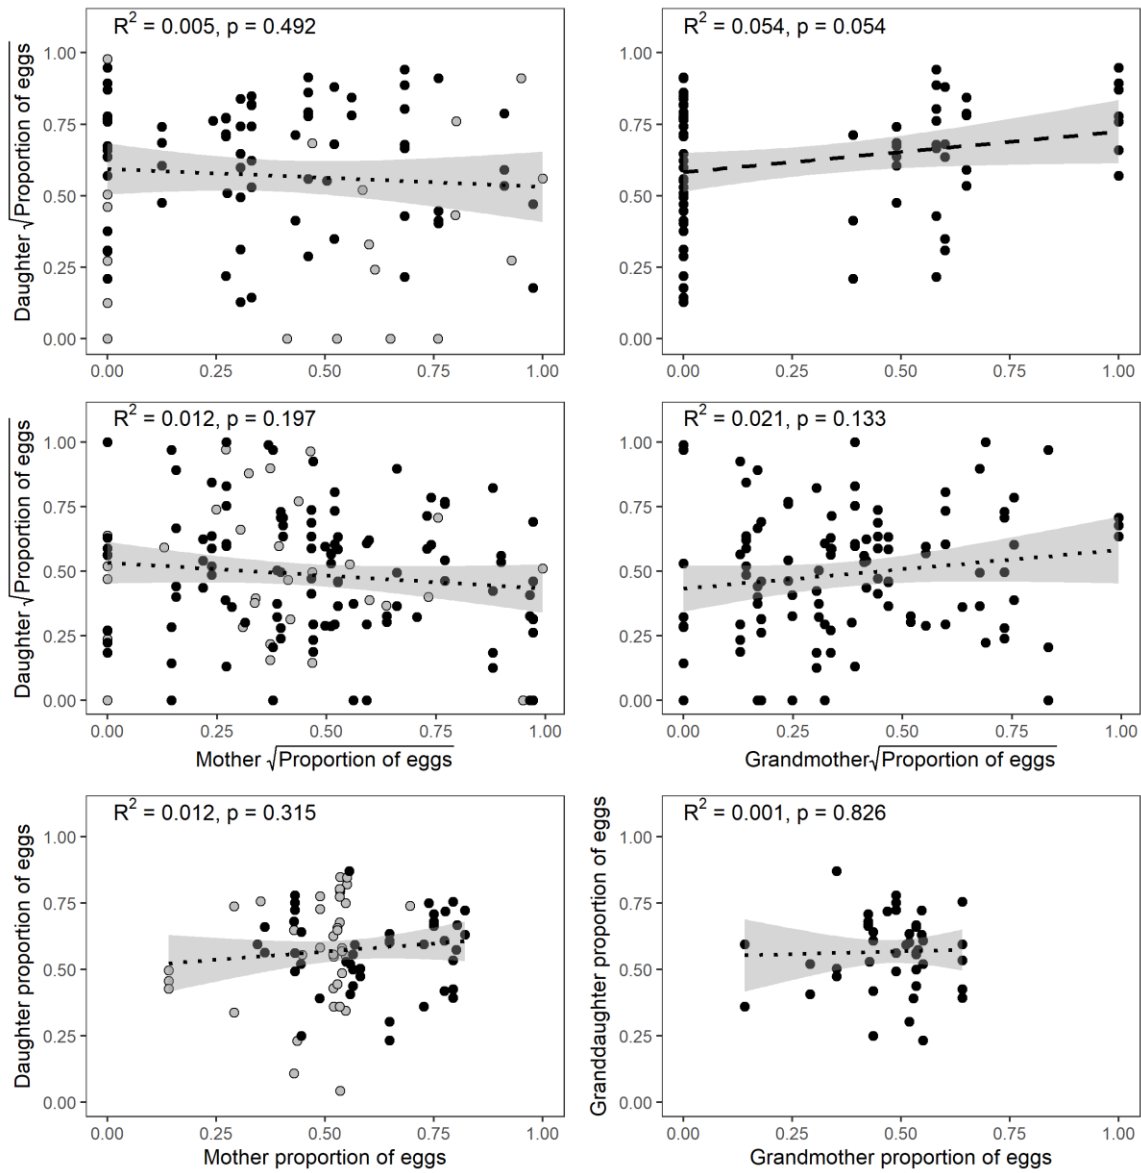 R² = 0.005, p = 0.492
1.00
0.75
0.50
0.25
0.00
Daughter √Proportion of eggs
0.00 0.25 0.50 0.75 1.00
R² = 0.054, p = 0.054
1.00
0.75
0.50
0.25
0.00
0.00 0.25 0.50 0.75 1.00
R² = 0.012, p = 0.197
1.00
0.75
0.50
0.25
0.00
Daughter √Proportion of eggs
0.00 0.25 0.50 0.75 1.00
Mother √Proportion of eggs
R² = 0.021, p = 0.133
1.00
0.75
0.50
0.25
0.00
0.00 0.25 0.50 0.75 1.00
Grandmother√Proportion of eggs
R² = 0.012, p = 0.315
1.00
0.75
0.50
0.25
0.00
Daughter proportion of eggs
0.00 0.25 0.50 0.75 1.00
Mother proportion of eggs
R² = 0.001, p = 0.826
1.00
0.75
0.50
0.25
0.00
Granddaughter proportion of eggs
0.00 0.25 0.50 0.75 1.00
Grandmother proportion of eggs